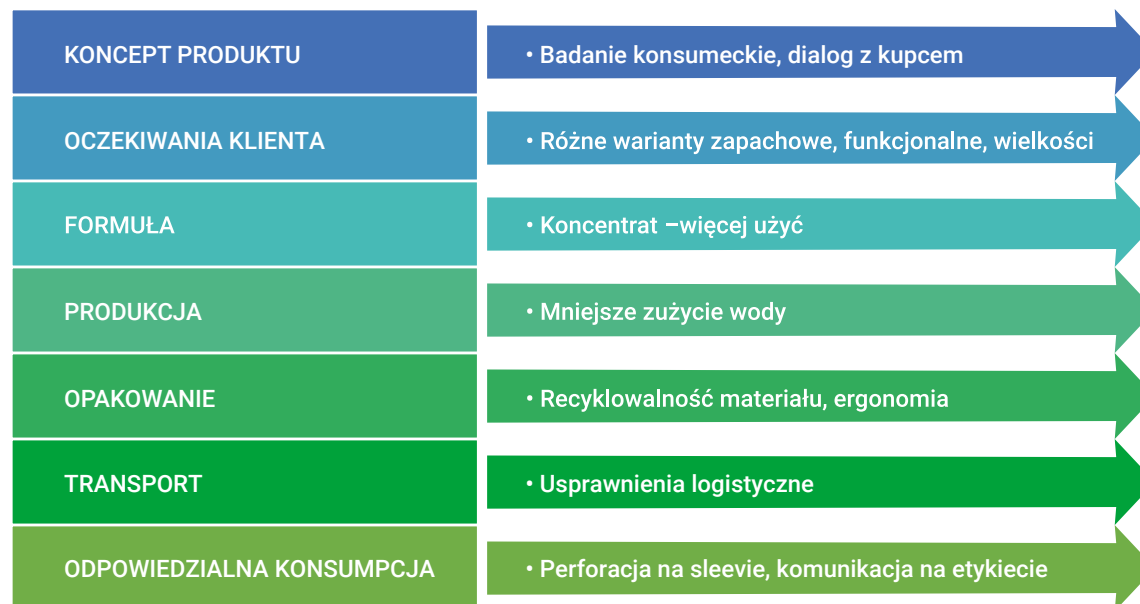 KONCEPT PRODUKTU
• Badanie konsumeckie, dialog z kupcem
OCZEKIWANIA KLIENTA
• Różne warianty zapachowe, funkcjonalne, wielkości
FORMUŁA
• Koncentrat –więcej użyć
PRODUKCJA
• Mniejsze zużycie wody
OPAKOWANIE
• Recyklowalność materiału, ergonomia
TRANSPORT
• Usprawnienia logistyczne
ODPOWIEDZIALNA KONSUMPCJA
• Perforacja na sleevie, komunikacja na etykiecie